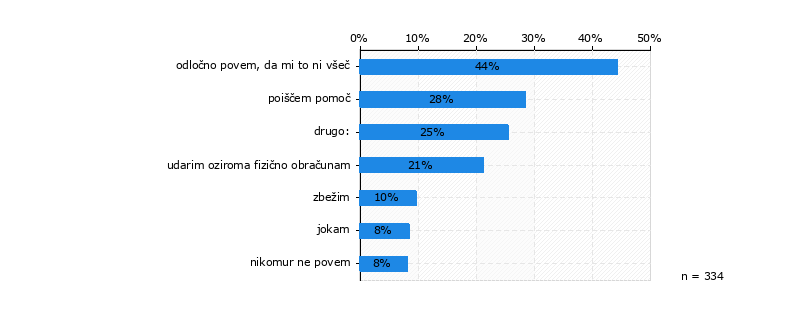 0% 10% 20% 30% 40% 50%
odločno povem, da mi to ni všeč 44%
poiščem pomoč 28%
drugo: 25%
udarim oziroma fizično obračunam 21%
zbežim 10%
jokam 8%
nikomur ne povem 8%
n = 334